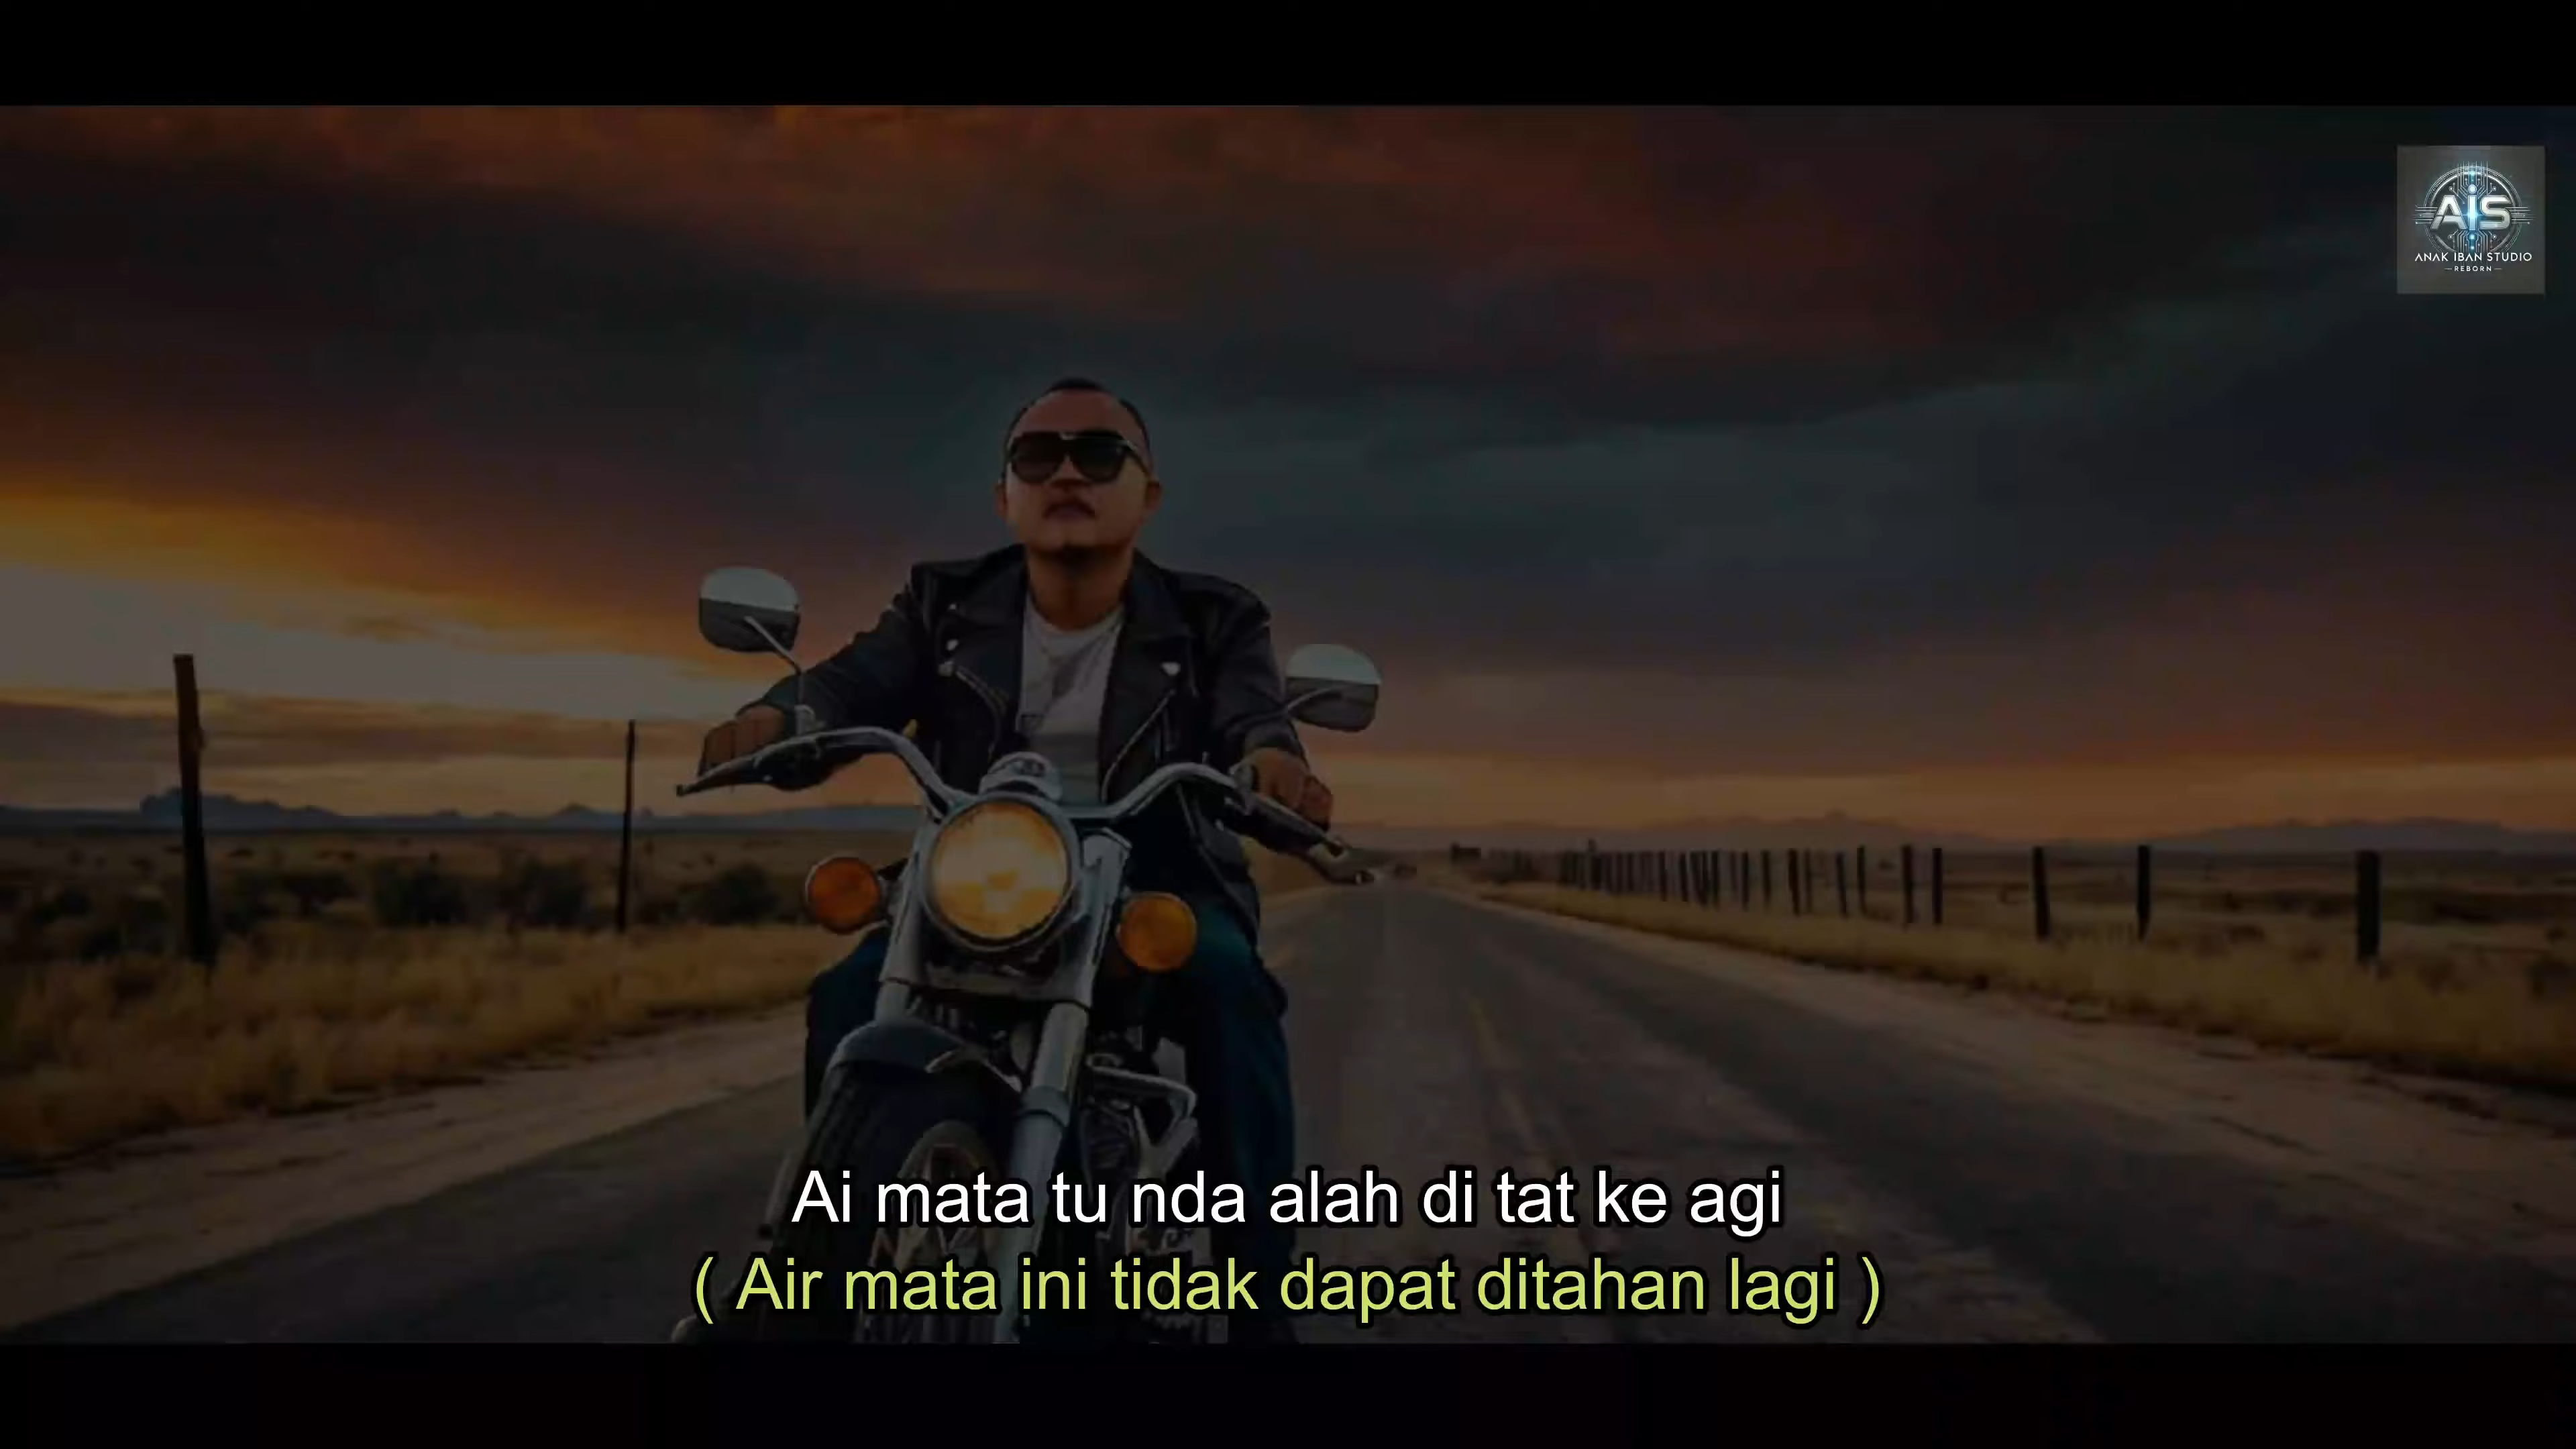 AIS
ANAK IBAN STUDIO
—REBORN—
Ai mata tu nda alah di tat ke agi
( Air mata ini tidak dapat ditahan lagi )